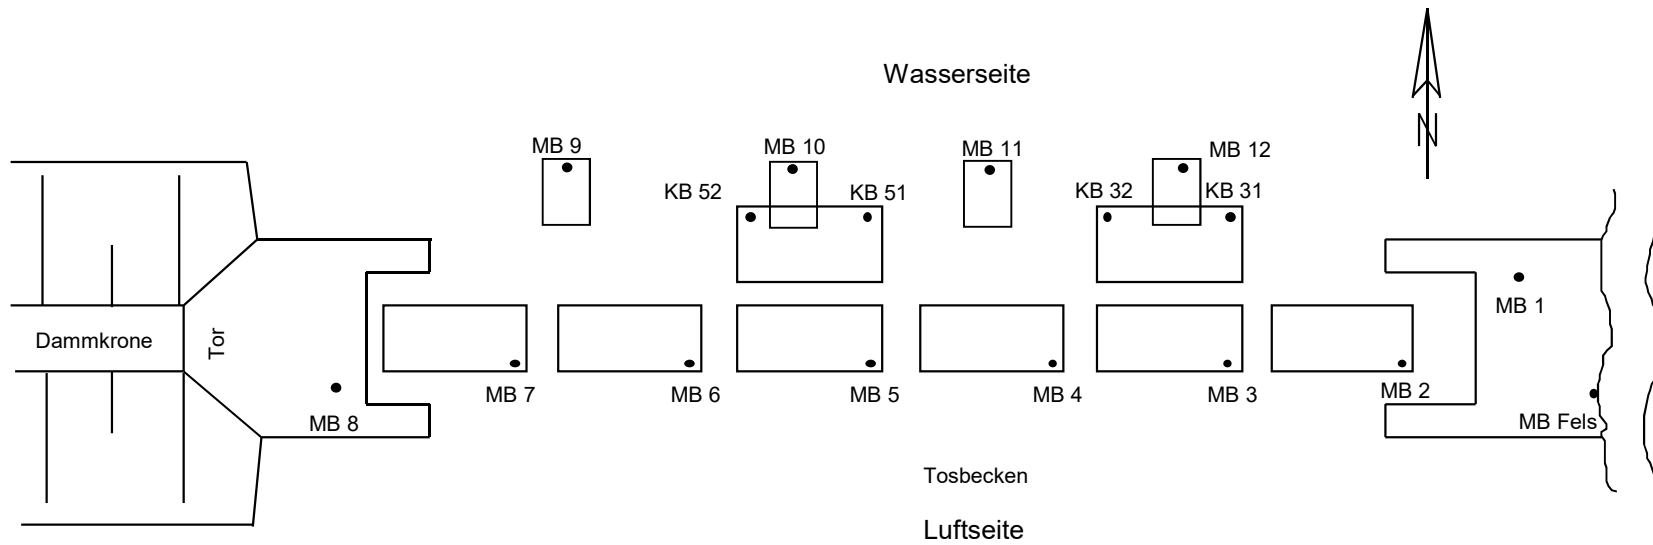 Wasserseite
N
MB 9
MB 10
MB 11
MB 12
KB 52
KB 51
KB 32
KB 31
MB 1
Dammkrone
Tor
MB 8
MB 7
MB 6
MB 5
MB 4
MB 3
MB 2
MB Fels
Tosbecken
Luftseite